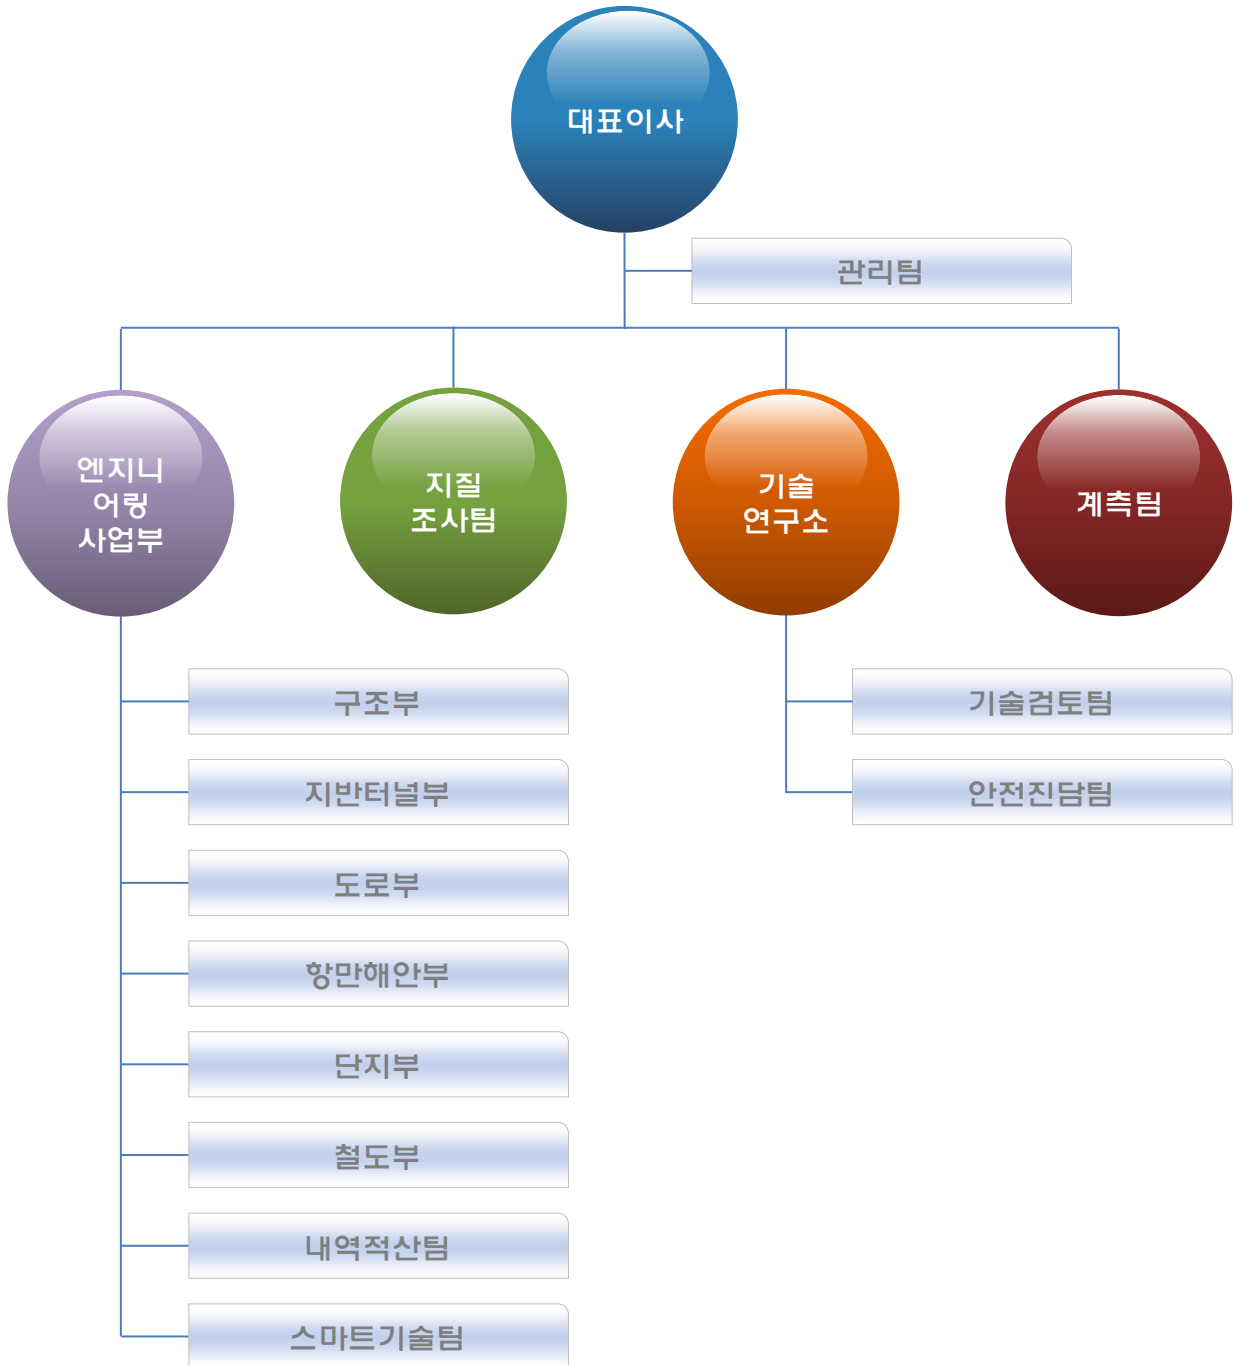 대표이사
관리팀
엔지니
어링
사업부
지질
조사팀
기술
연구소
계측팀
구조부
지반터널부
도로부
항만해안부
단지부
철도부
내역적산팀
스마트기술팀
기술검토팀
안전진담팀